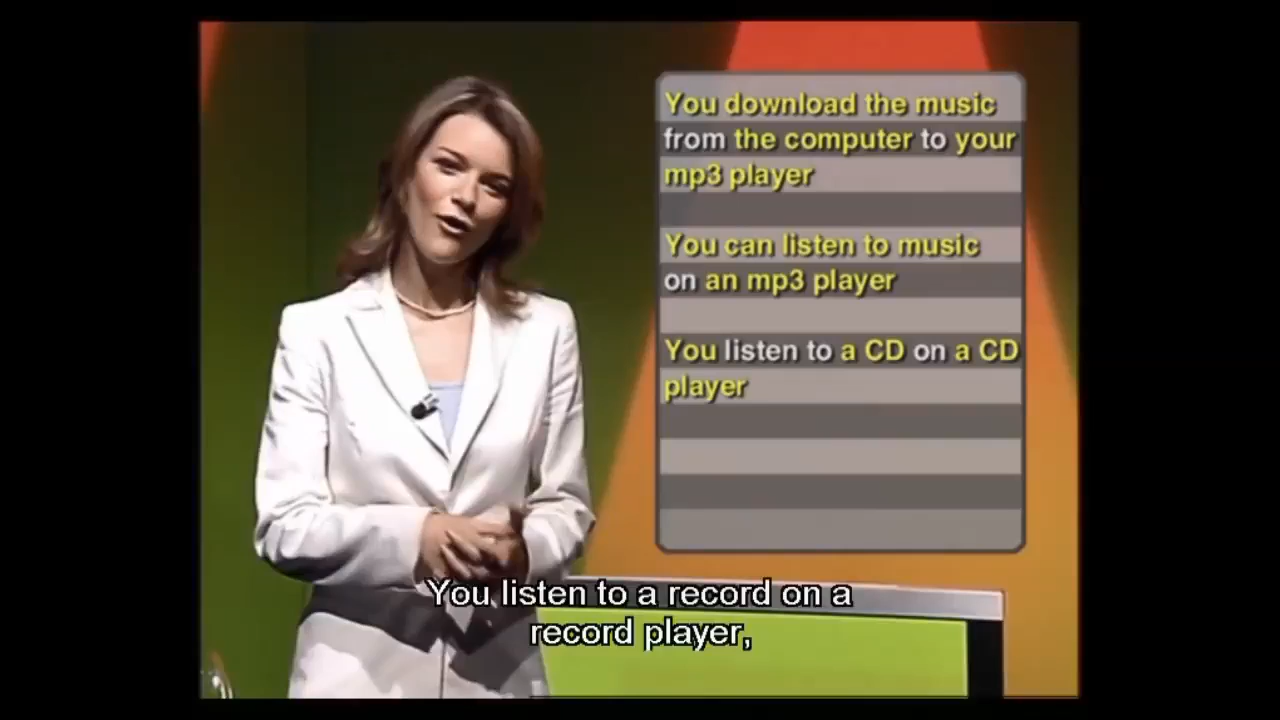 You download the music
from the computer to your
mp3 player
You can listen to music
on an mp3 player
You listen to a CD on a CD
player
You listen to a record on a
record player,